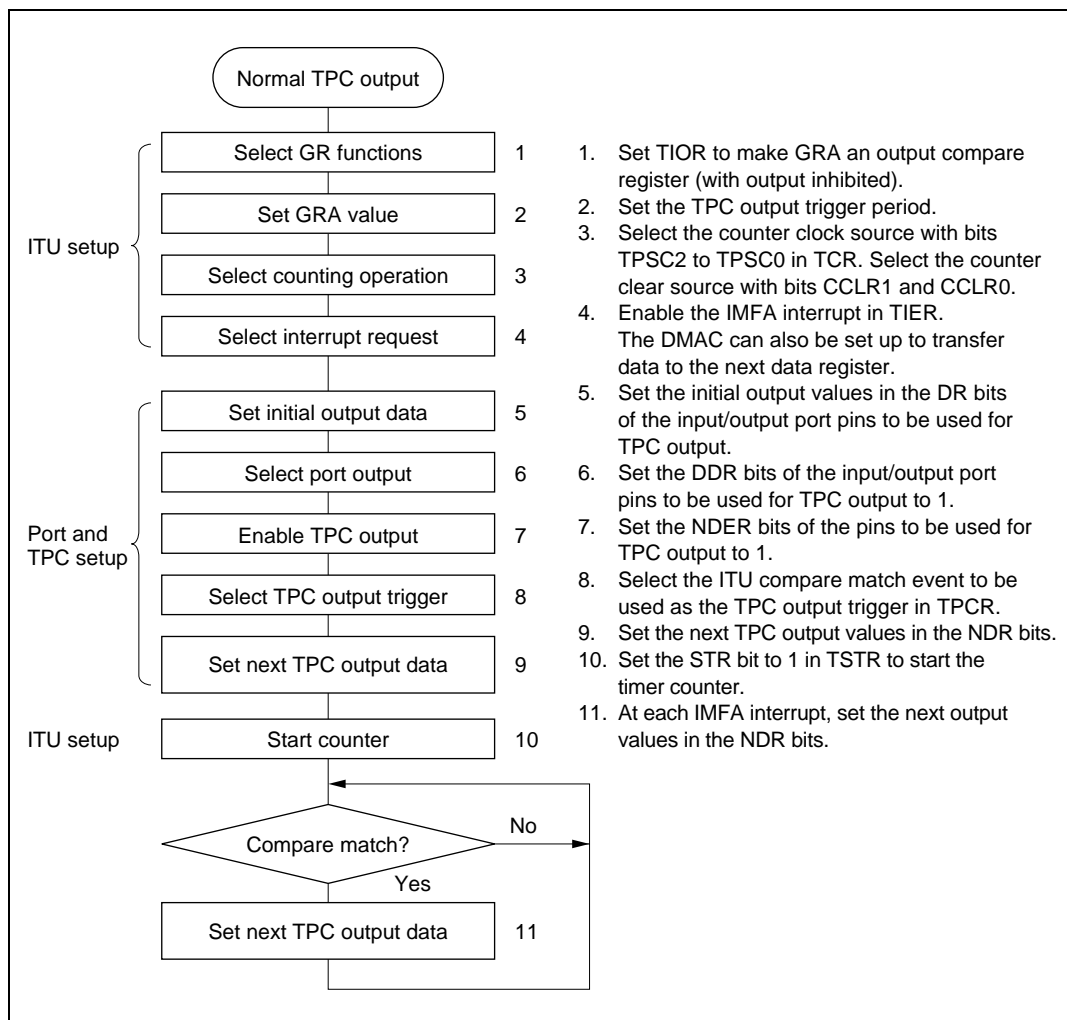 Normal TPC output
ITU setup
Select GR functions 1
Set GRA value 2
Select counting operation 3
Select interrupt request 4
Port and
TPC setup
Set initial output data 5
Select port output 6
Enable TPC output 7
Select TPC output trigger 8
Set next TPC output data 9
ITU setup
Start counter 10
Compare match?
No
Yes
Set next TPC output data 11
1. Set TIOR to make GRA an output compare
register (with output inhibited).
2. Set the TPC output trigger period.
3. Select the counter clock source with bits
TPSC2 to TPSC0 in TCR. Select the counter
clear source with bits CCLR1 and CCLR0.
4. Enable the IMFA interrupt in TIER.
The DMAC can also be set up to transfer
data to the next data register.
5. Set the initial output values in the DR bits
of the input/output port pins to be used for
TPC output.
6. Set the DDR bits of the input/output port
pins to be used for TPC output to 1.
7. Set the NDER bits of the pins to be used for
TPC output to 1.
8. Select the ITU compare match event to be
used as the TPC output trigger in TPCR.
9. Set the next TPC output values in the NDR bits.
10. Set the STR bit to 1 in TSTR to start the
timer counter.
11. At each IMFA interrupt, set the next output
values in the NDR bits.